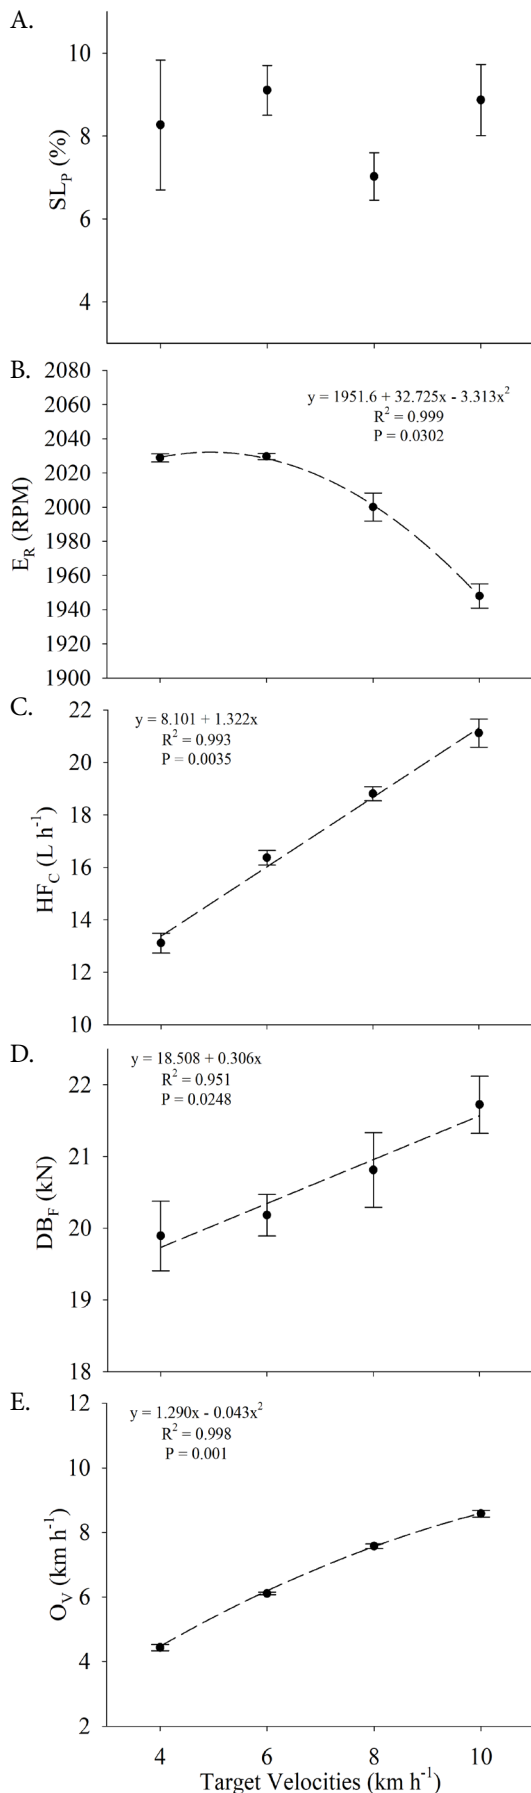 A.
10
8
6
4
SL_P (%)
B.
2080
2060
2040
2020
2000
1980
1960
1940
1920
1900
E_R (RPM)
y = 1951.6 + 32.725x - 3.313x²
R² = 0.999
P = 0.0302
C.
22
20
18
16
14
12
10
HF_C (L h⁻¹)
y = 8.101 + 1.322x
R² = 0.993
P = 0.0035
D.
22
21
20
19
18
DB_F (kN)
y = 18.508 + 0.306x
R² = 0.951
P = 0.0248
E.
12
10
8
6
4
2
O_V (km h⁻¹)
y = 1.290x - 0.043x²
R² = 0.998
P = 0.001
4 6 8 10
Target Velocities (km h⁻¹)